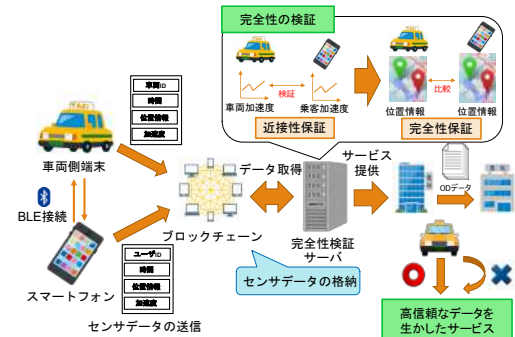 完全性の検証
検証
車両加速度
乗客加速度
近接性保証
比較
位置情報
位置情報
完全性保証
TAXI
車両ID
時間
位置情報
加速度
車両側端末
BLE接続
スマートフォン
ユーザID
時間
位置情報
加速度
センサデータの送信
ブロックチェーン
データ取得
センサデータの格納
完全性検証
サーバ
サービス
提供
ODデータ
高信頼なデータを
生かしたサービス